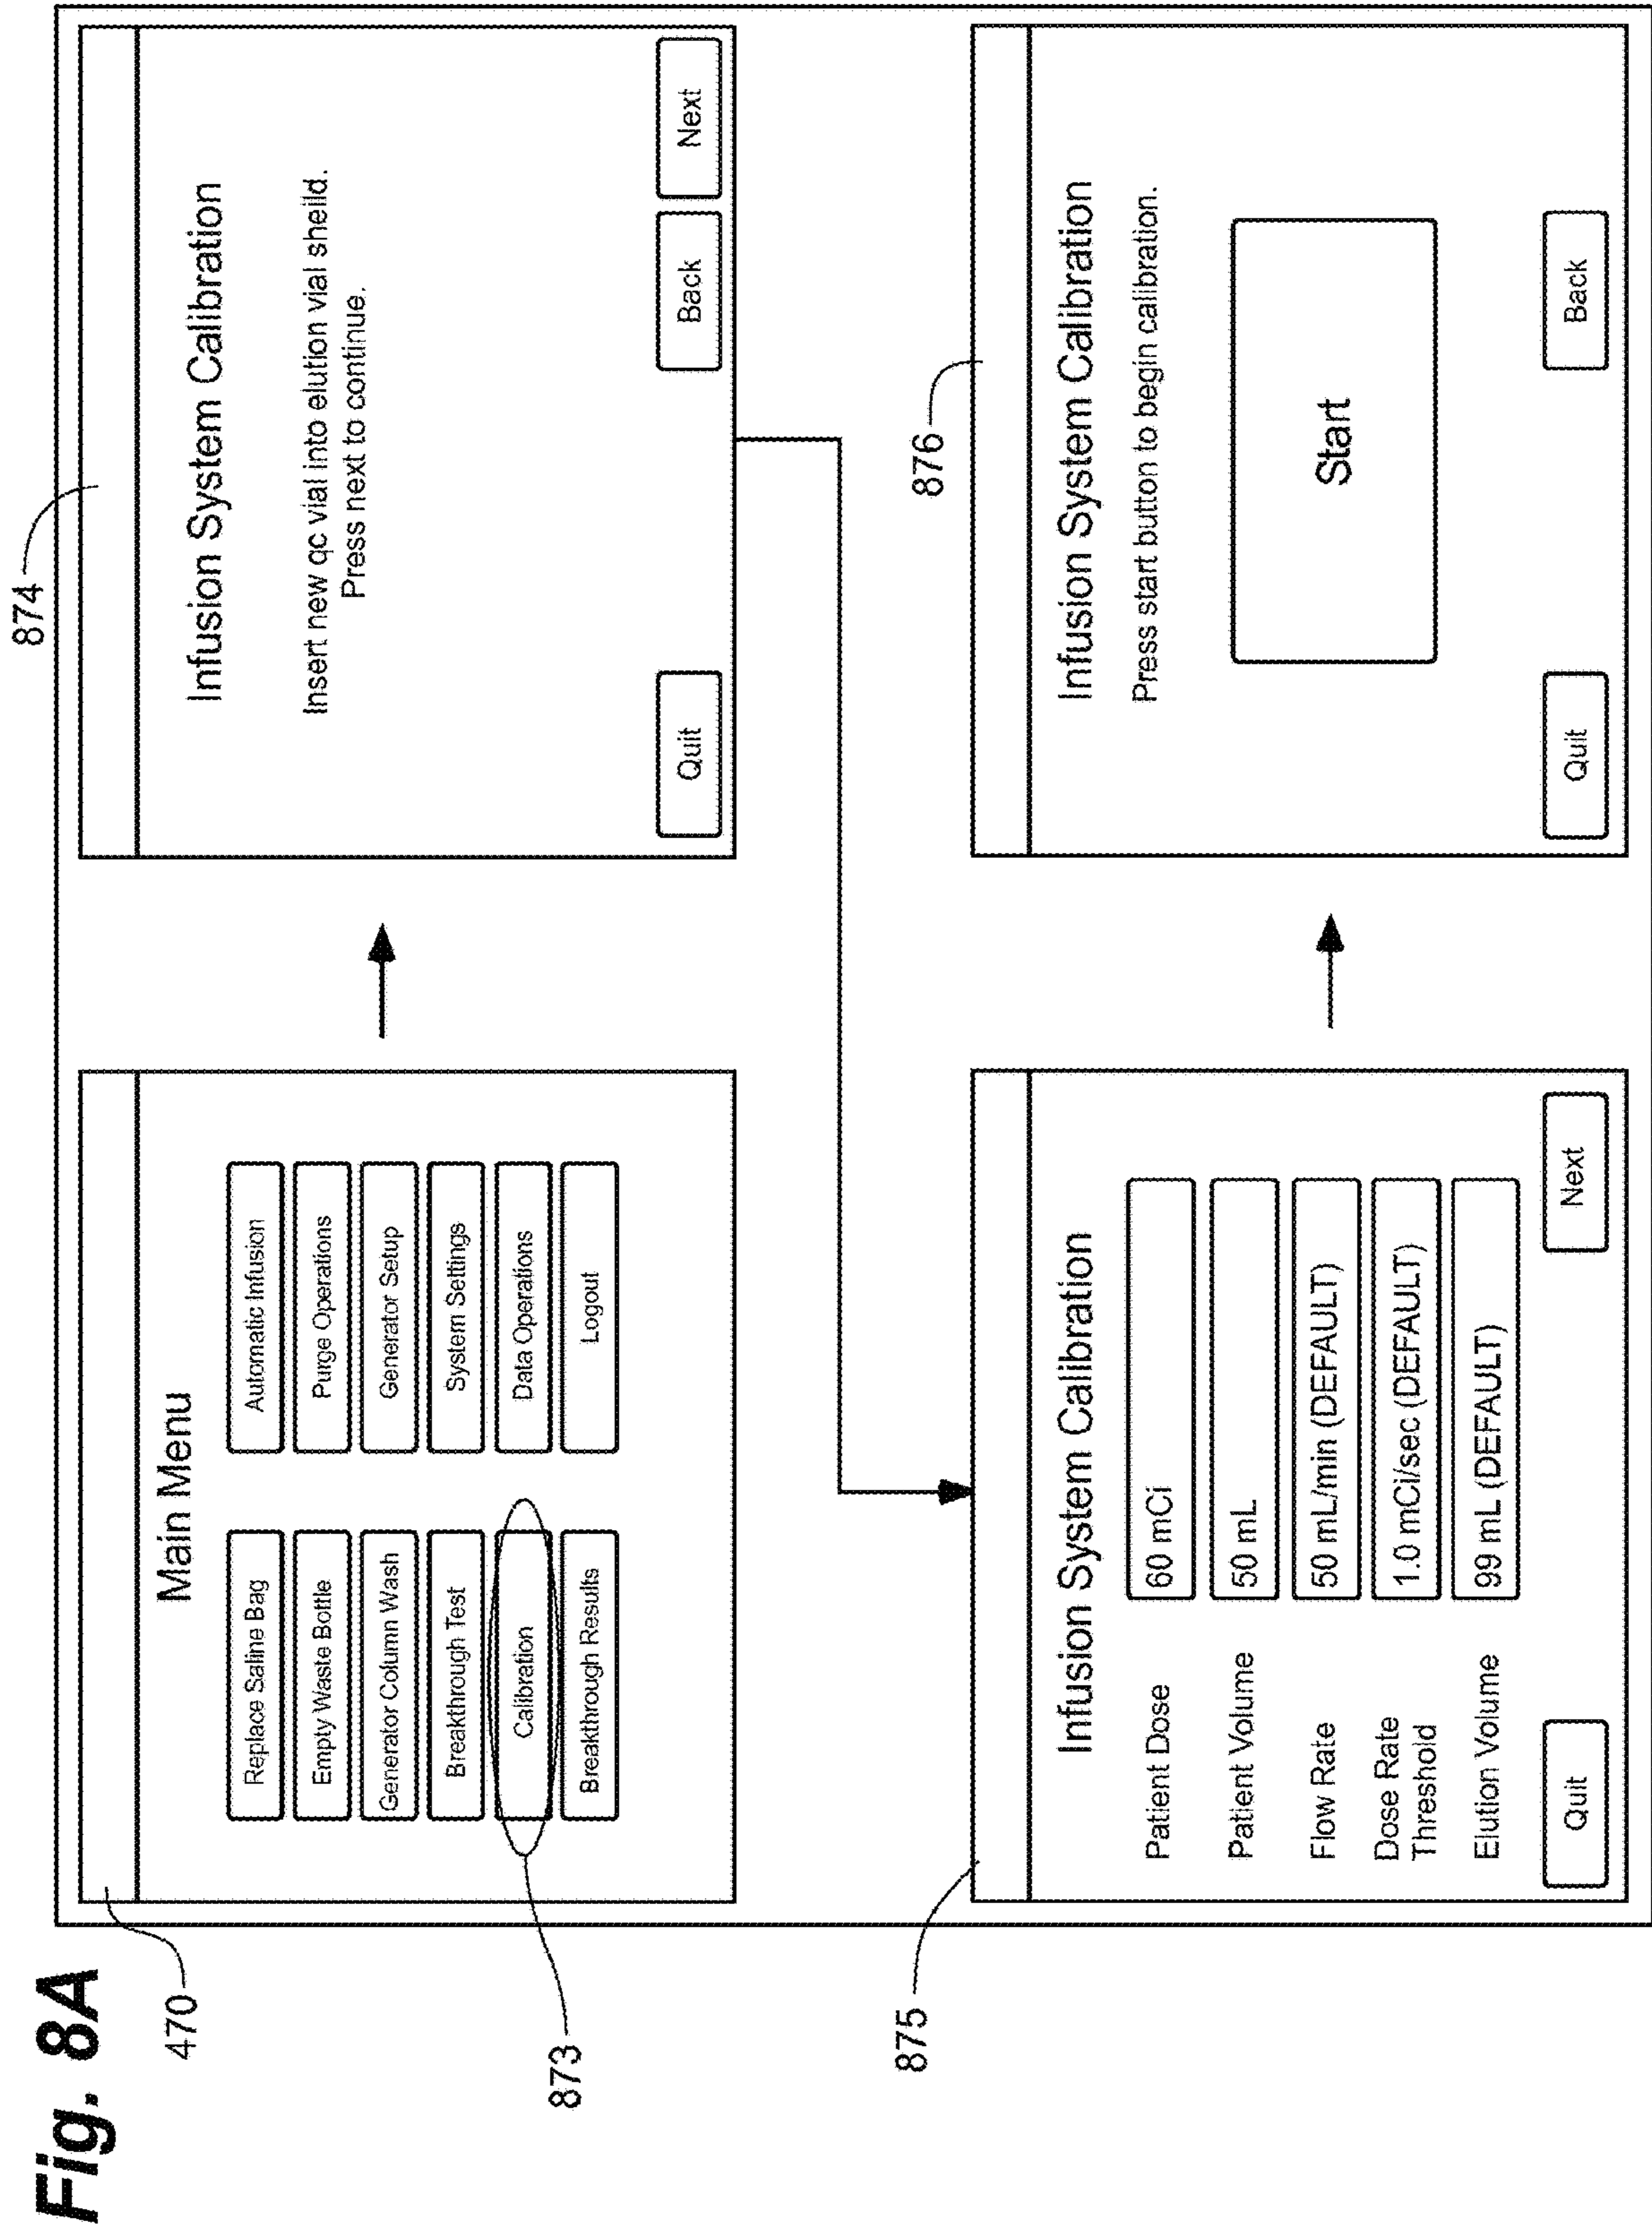 Fig. 8A
470
Main Menu
Replace Saline Bag
Automatic Infusion
Empty Waste Bottle
Purge Operations
Generator Column Wash
Generator Setup
Breakthrough Test
System Settings
Calibration
Data Operations
Breakthrough Results
Logout
873
874
Infusion System Calibration
Insert new qc vial into elution vial sheild.
Press next to continue.
Quit
Back
Next
875
Infusion System Calibration
Patient Dose
60 mCi
Patient Volume
50 mL
Flow Rate
50 mL/min (DEFAULT)
Dose Rate
Threshold
1.0 mCi/sec (DEFAULT)
Elution Volume
99 mL (DEFAULT)
Quit
Next
876
Infusion System Calibration
Press start button to begin calibration.
Start
Quit
Back